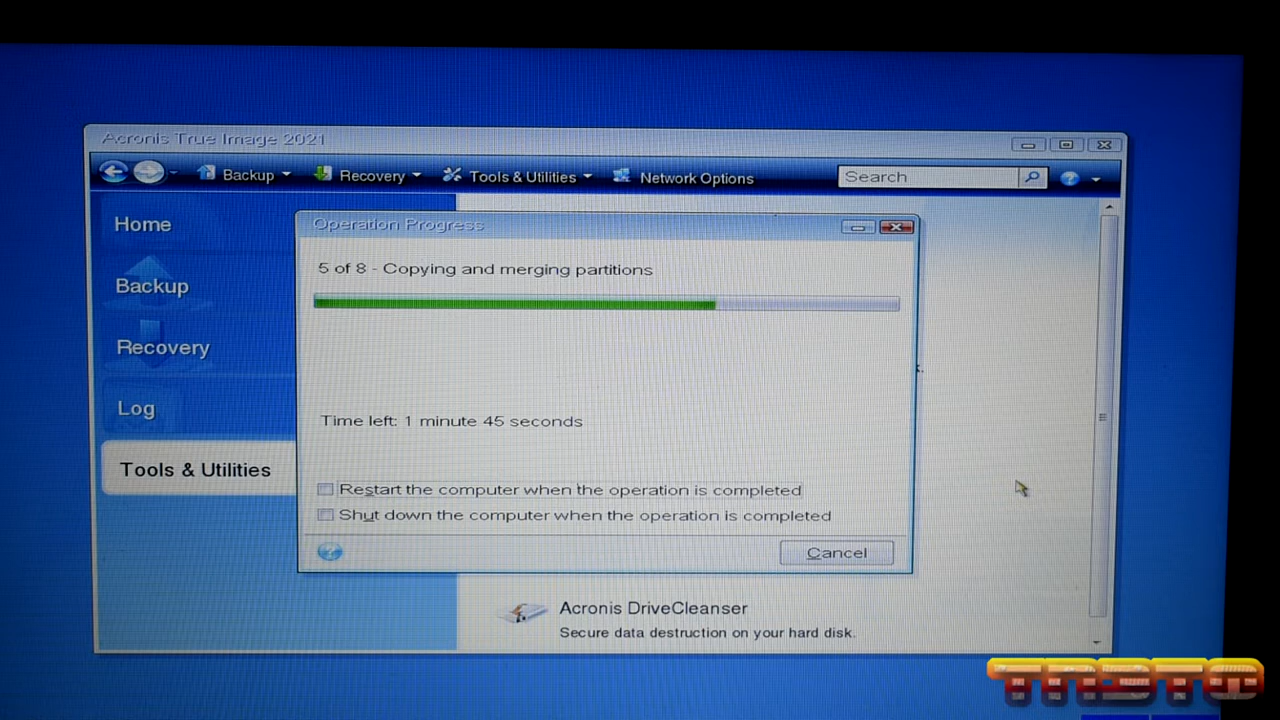 Acronis True Image 2021
Backup
Recovery
Tools & Utilities
Network Options
Search
Home
Backup
Recovery
Log
Tools & Utilities
Operation Progress
5 of 8 - Copying and merging partitions
Time left: 1 minute 45 seconds
Restart the computer when the operation is completed
Shut down the computer when the operation is completed
Cancel
Acronis DriveCleanser
Secure data destruction on your hard disk.